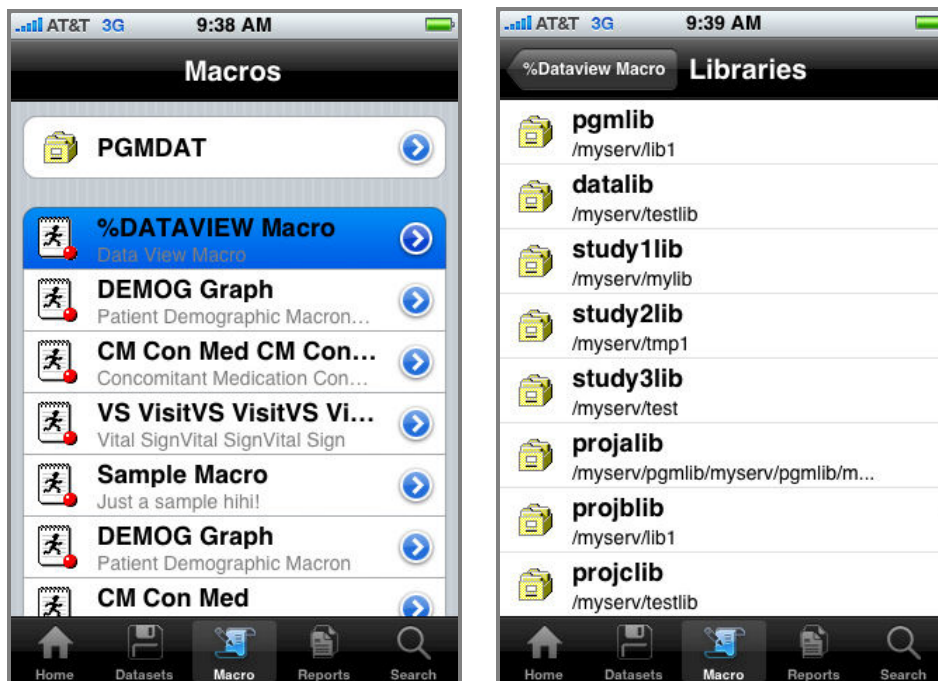 AT&T 3G 9:38 AM
Macros
PGMDAT
%DATAVIEW Macro
Data View Macro
DEMOG Graph
Patient Demographic Macron...
CM Con Med CM Con...
Concomitant Medication Con...
VS VisitVS VisitVS Vi...
Vital SignVital SignVital Sign
Sample Macro
Just a sample hihi!
DEMOG Graph
Patient Demographic Macron
CM Con Med
Home Datasets Macro Reports Search
AT&T 3G 9:39 AM
%Dataview Macro Libraries
pgmlib
/myserv/lib1
datalib
/myserv/testlib
study1lib
/myserv/mylib
study2lib
/myserv/tmp1
study3lib
/myserv/test
projalib
/myserv/pgmlib/myserv/pgmlib/m...
projblib
/myserv/lib1
projclib
/myserv/testlib
Home Datasets Macro Reports Search